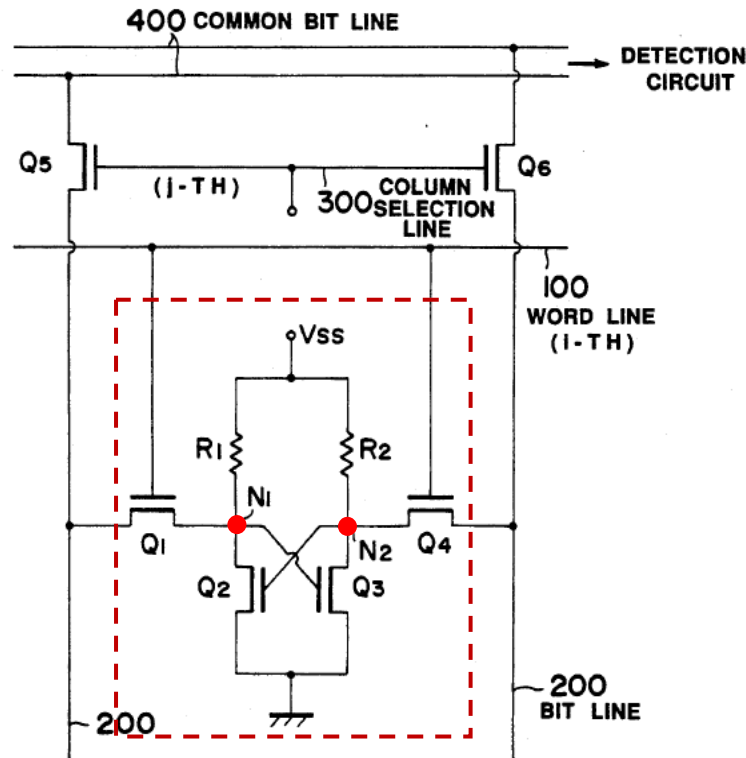 400 COMMON BIT LINE
DETECTION
CIRCUIT
Q5
Q6
(j-TH)
300 COLUMN
SELECTION
LINE
100
WORD LINE
(i-TH)
Vss
R1
R2
N1
N2
Q1
Q4
Q2
Q3
200
200
BIT LINE